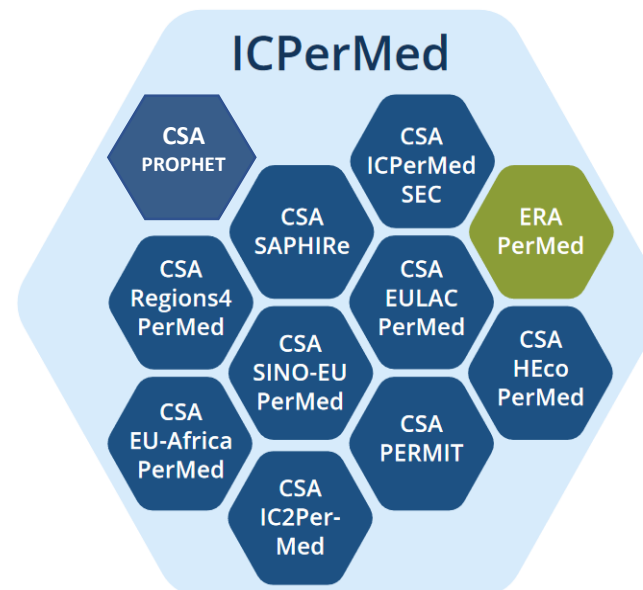 ICPerMed
CSA
PROPHET
CSA
ICPerMed
SEC
CSA
SAPHIRe
ERA
PerMed
CSA
Regions4
PerMed
CSA
EULAC
PerMed
CSA
SINO-EU
PerMed
CSA
HEco
PerMed
CSA
EU-Africa
PerMed
CSA
PERMIT
CSA
IC2Per-
Med